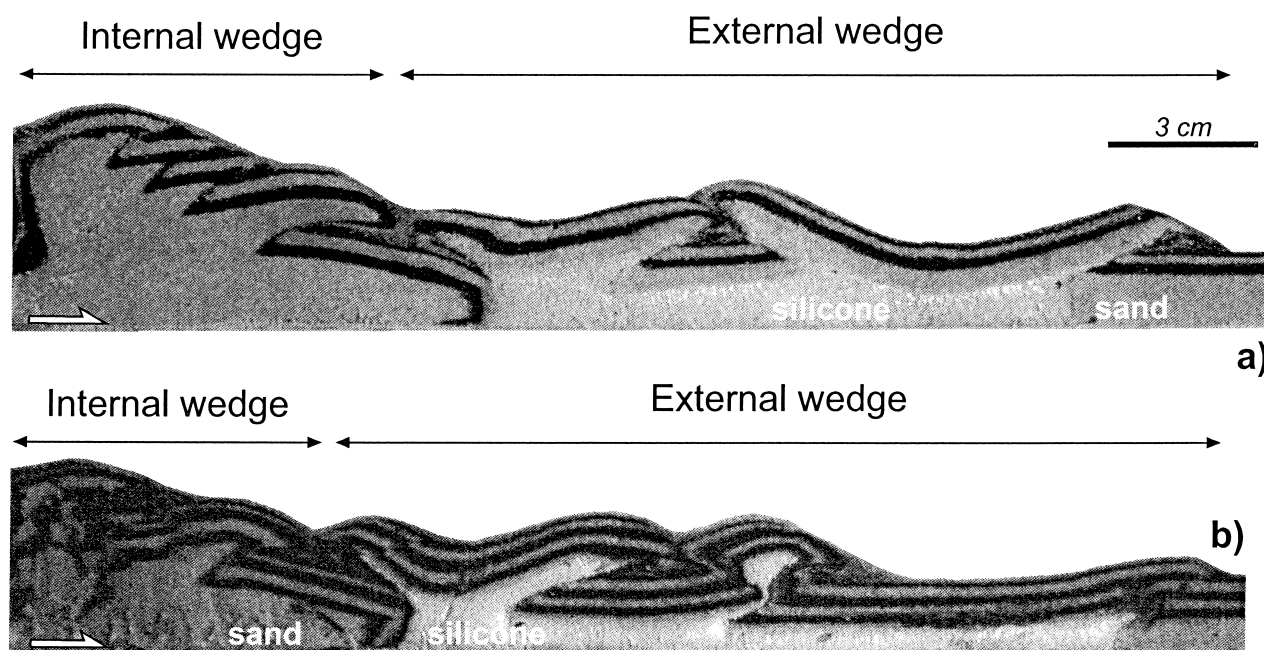 Internal wedge
External wedge
3 cm
silicone
sand
a)
Internal wedge
External wedge
b)
sand
silicone